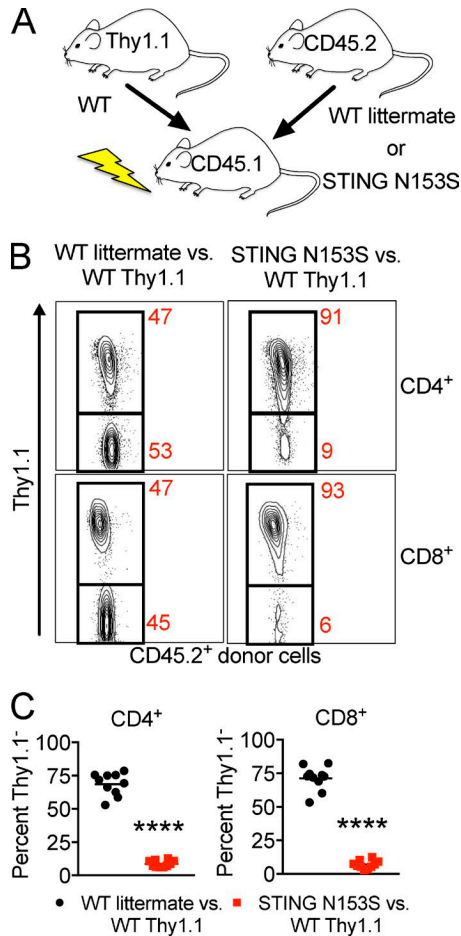 A
Thy1.1
CD45.2
WT
WT littermate
or
STING N153S
CD45.1
B
WT littermate vs.
WT Thy1.1
STING N153S vs.
WT Thy1.1
47
91
CD4⁺
53
9
Thy1.1
47
93
CD8⁺
45
6
CD45.2⁺ donor cells
C
CD4⁺
CD8⁺
Percent Thy1.1⁻
100
75
50
25
0
****
Percent Thy1.1⁻
100
75
50
25
0
****
WT littermate vs.
WT Thy1.1
STING N153S vs.
WT Thy1.1